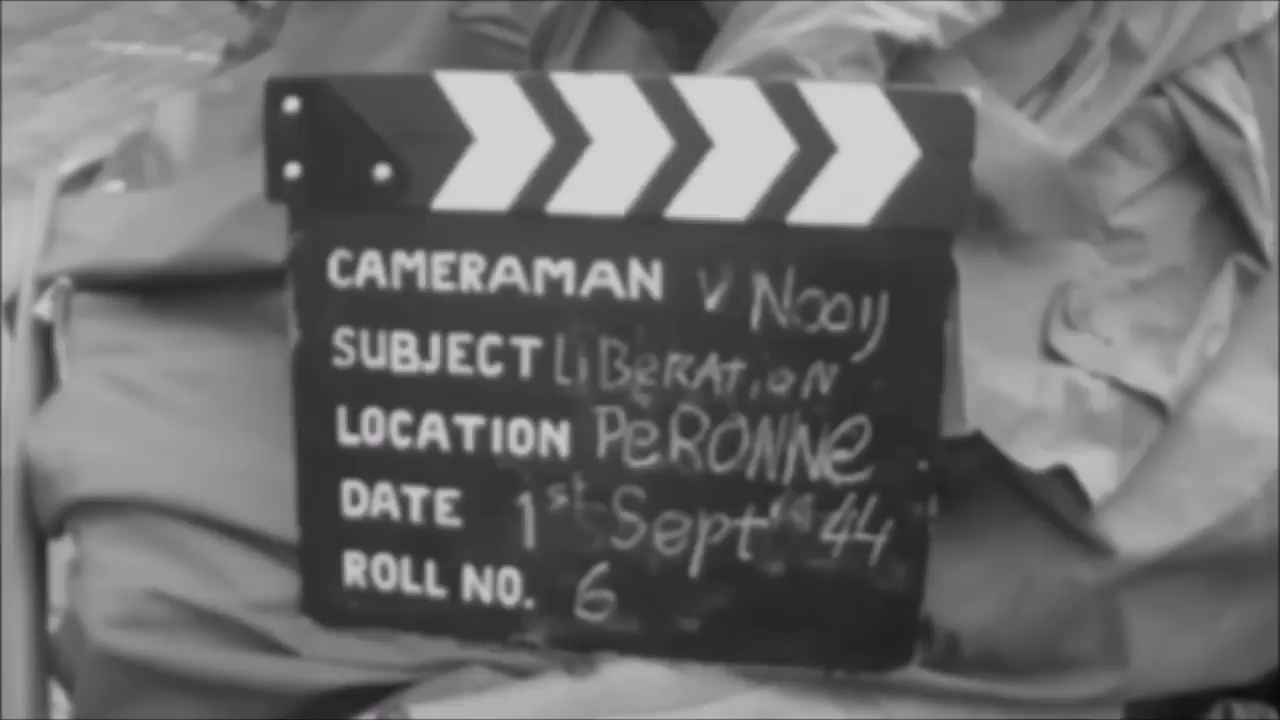 CAMERAMAN V Nooij
SUBJECT LiBeRATioN
LOCATION PeRONNe
DATE 1st Sept 44
ROLL NO. 6